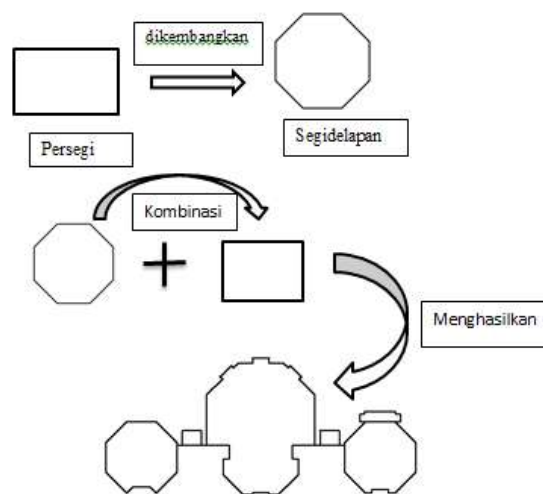 dikembangkan
Persegi
Segidelapan
Kombinasi
Menghasilkan